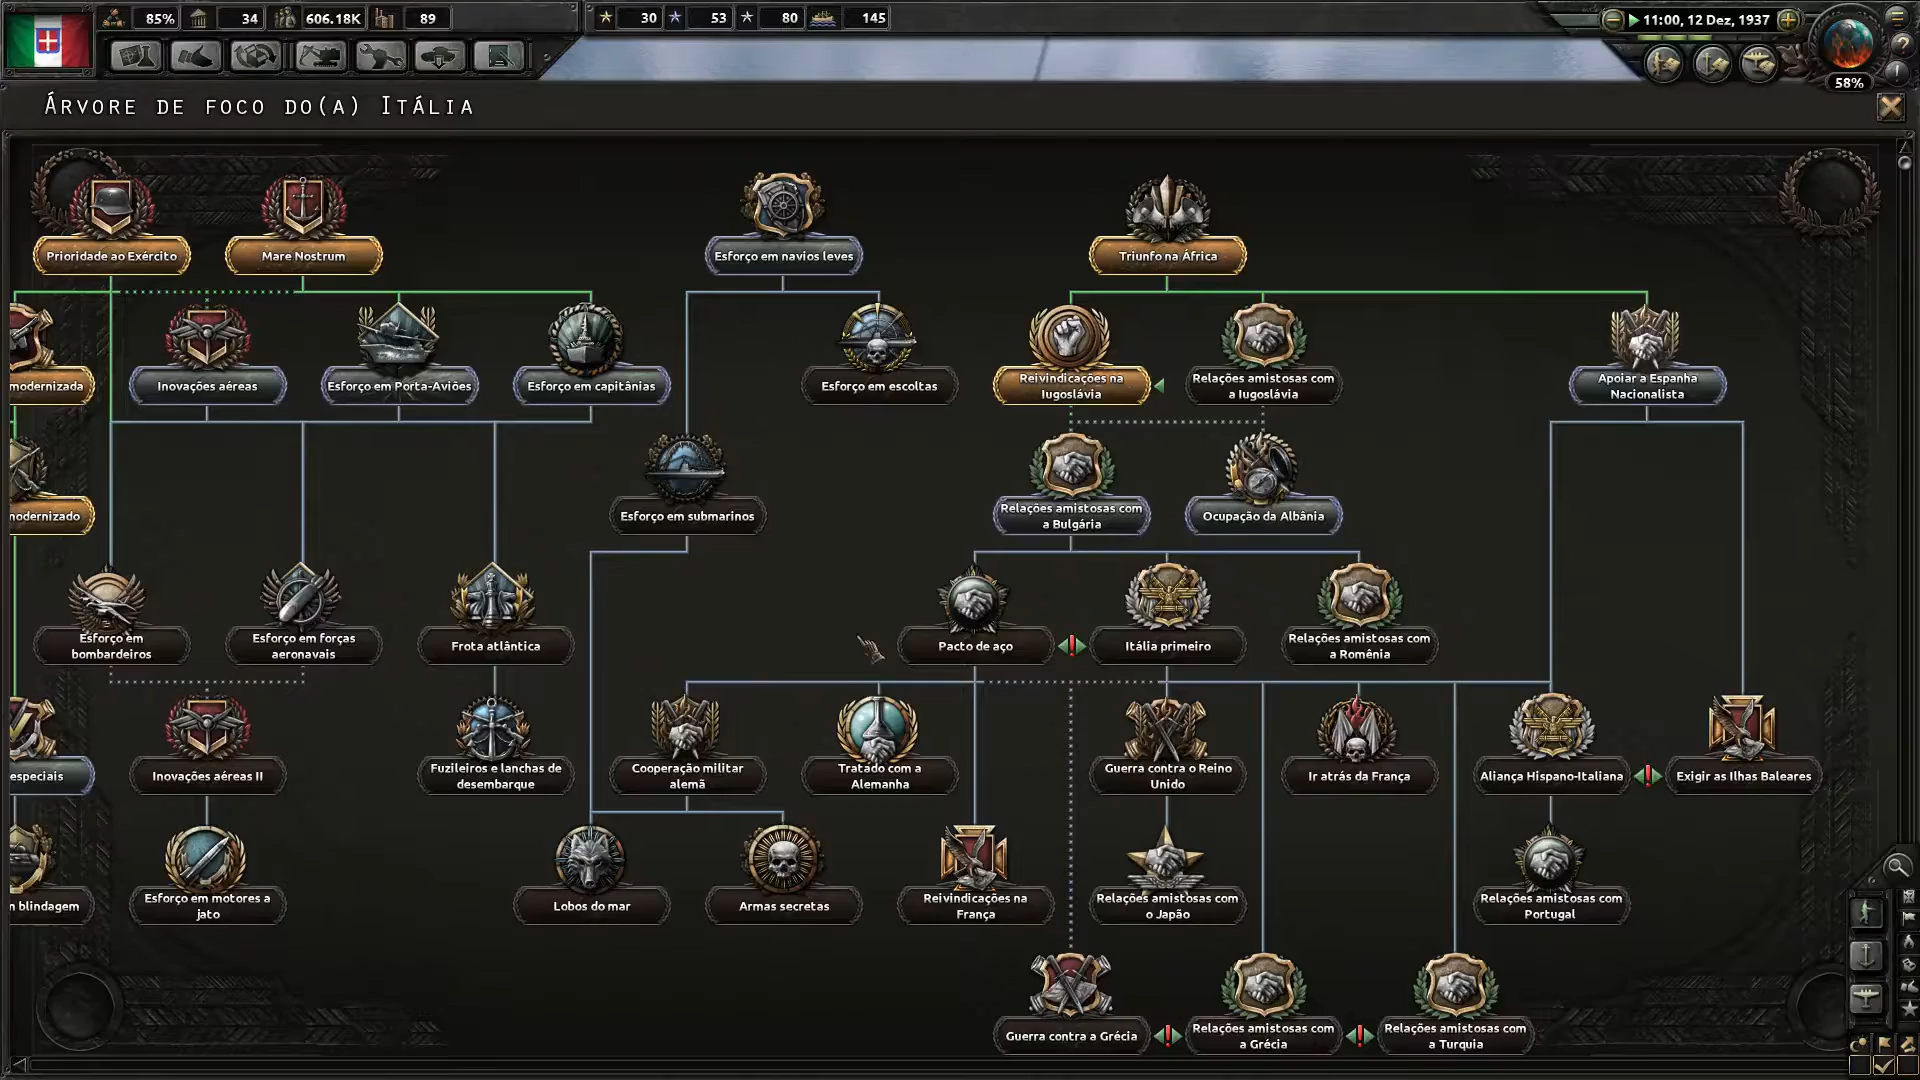 85%
34
606.18K
89
30
53
80
145
11:00, 12 Dez, 1937
58%
Árvore de foco do(a) Itália
Prioridade ao Exército
Mare Nostrum
Esforço em navios leves
Triunfo na África
modernizada
Inovações aéreas
Esforço em Porta-Aviões
Esforço em capitânias
Esforço em escoltas
Reivindicações na
Iugoslávia
Relações amistosas com
a Iugoslávia
Apoiar a Espanha
Nacionalista
modernizado
Esforço em submarinos
Relações amistosas com
a Bulgária
Ocupação da Albânia
Esforço em
bombardeiros
Esforço em forças
aeronavais
Frota atlântica
Pacto de aço
Itália primeiro
Relações amistosas com
a Romênia
especiais
Inovações aéreas II
Fuzileiros e lanchas de
desembarque
Cooperação militar
alemã
Tratado com a
Alemanha
Guerra contra o Reino
Unido
Ir atrás da França
Aliança Hispano-Italiana
Exigir as Ilhas Baleares
m blindagem
Esforço em motores a
jato
Lobos do mar
Armas secretas
Reivindicações na
França
Relações amistosas com
o Japão
Relações amistosas com
Portugal
Guerra contra a Grécia
Relações amistosas com
a Grécia
Relações amistosas com
a Turquia